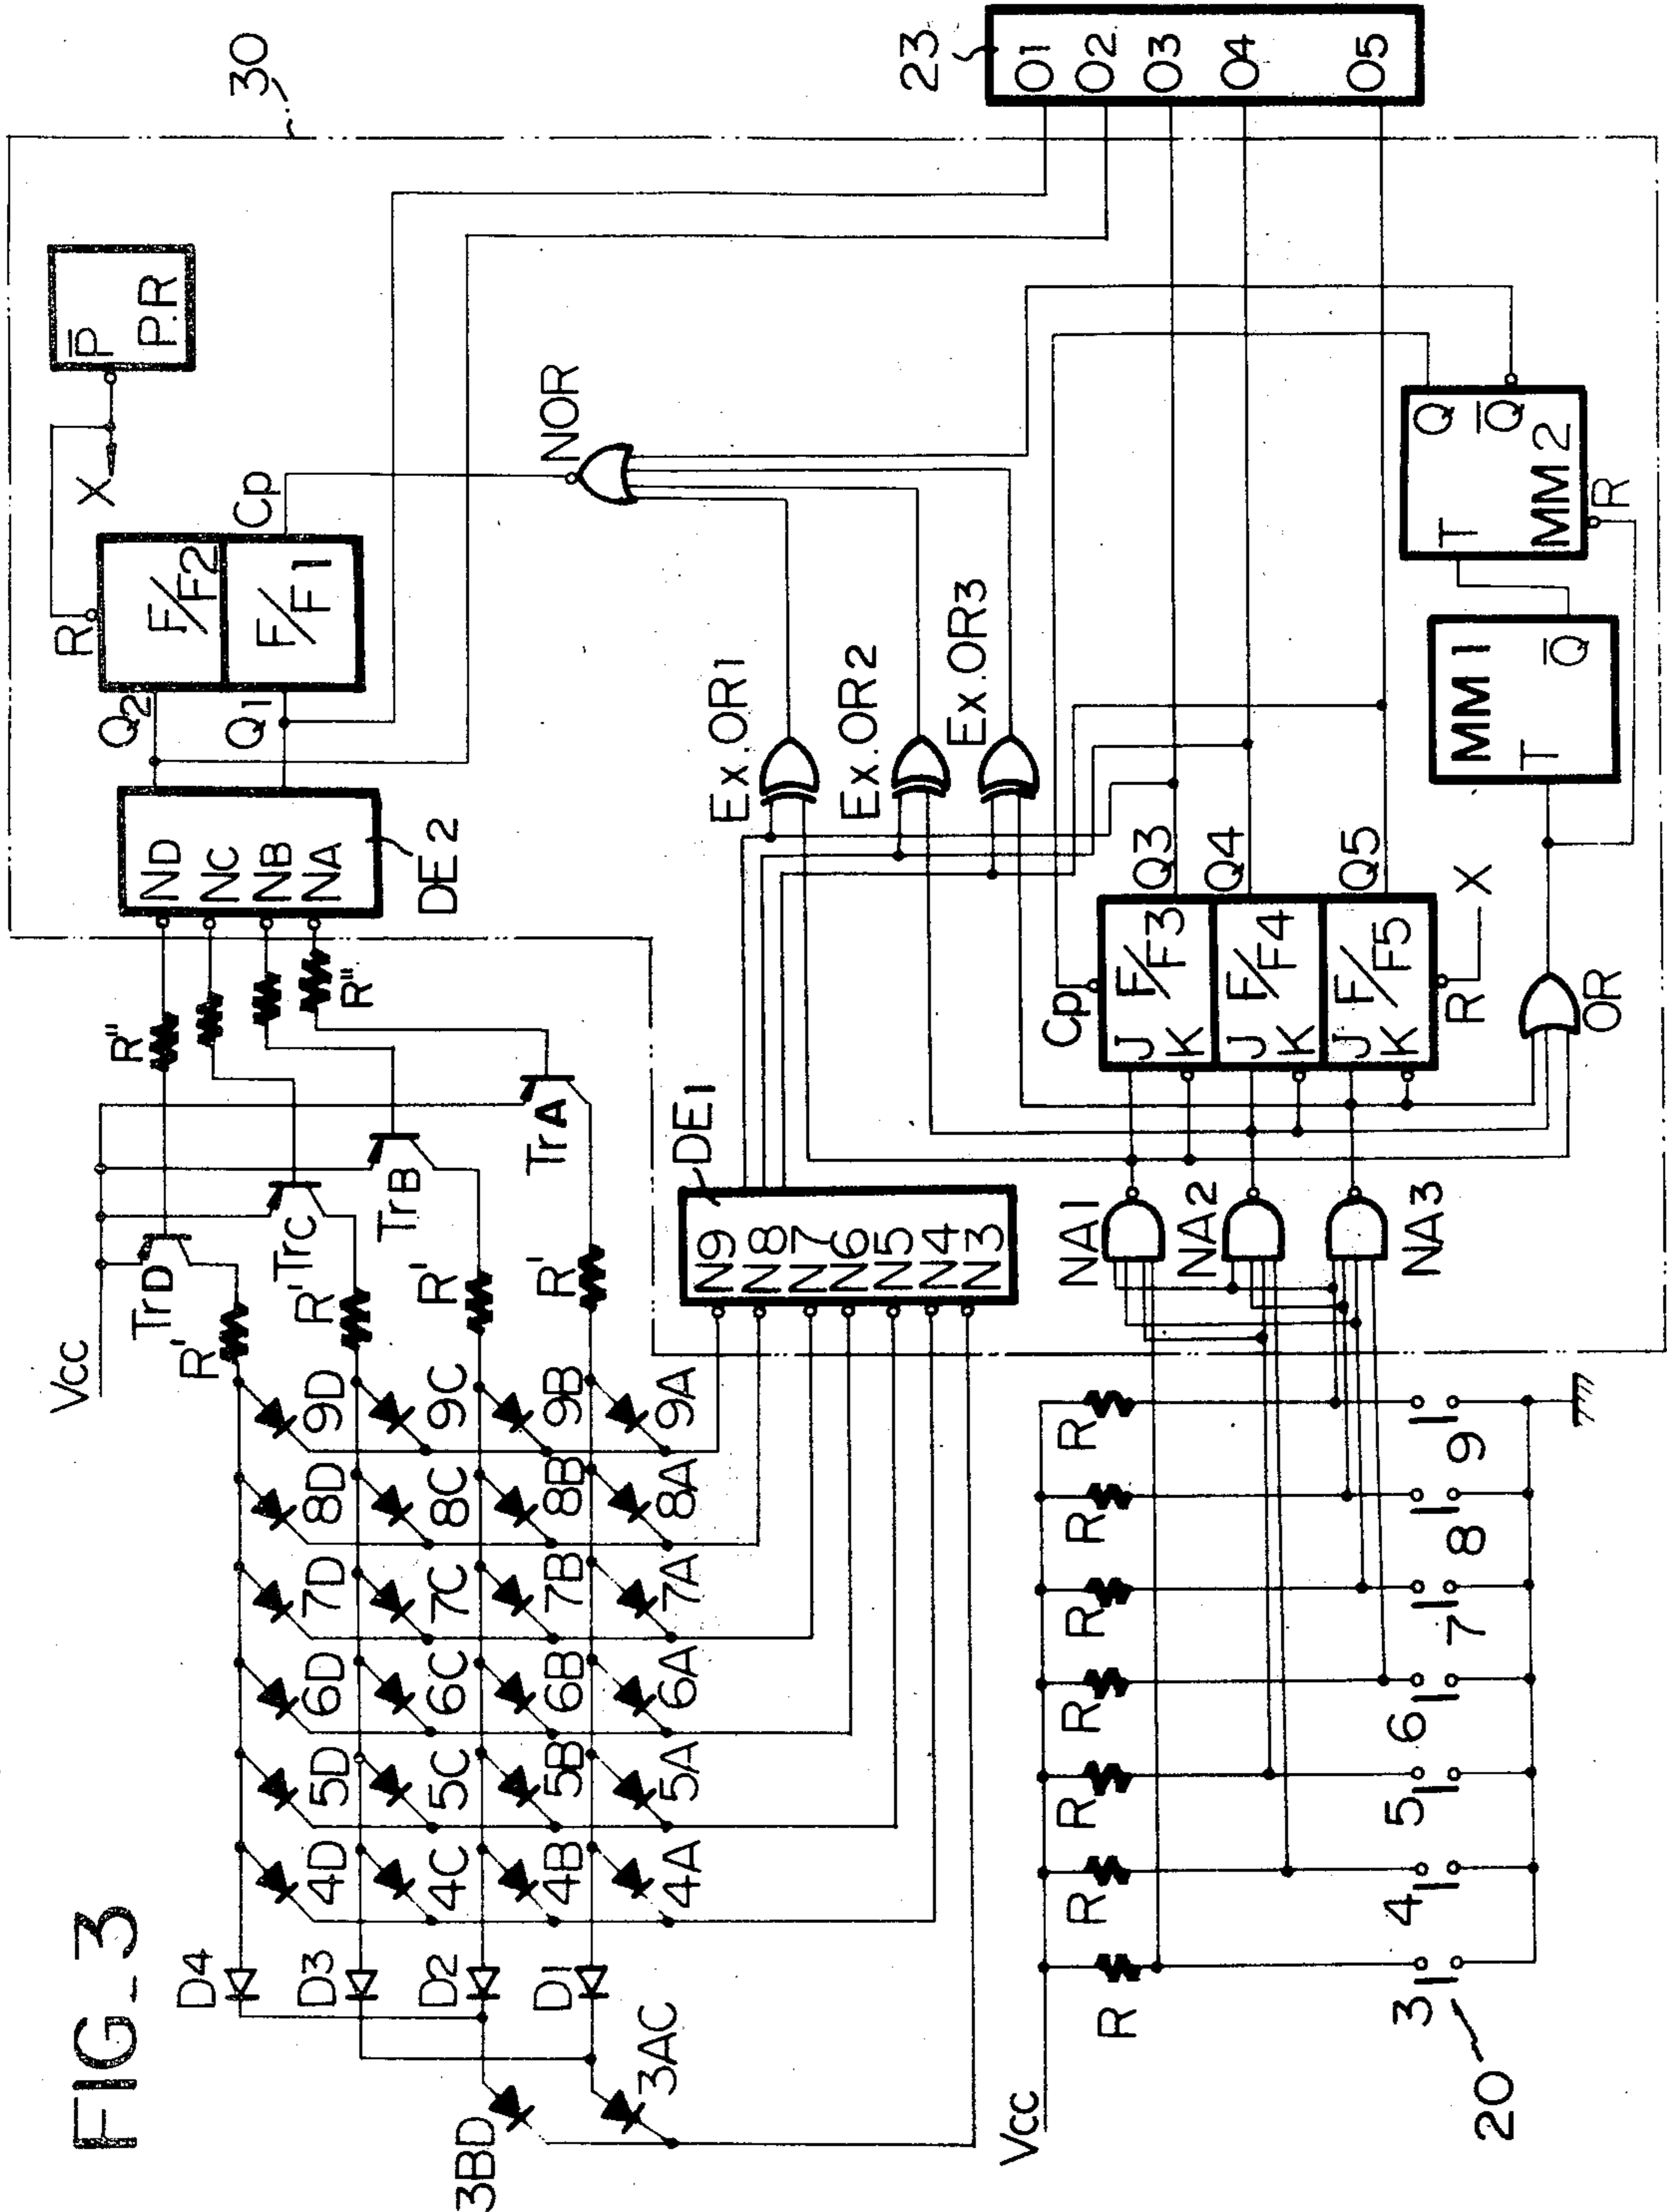 FIG_3
Vcc
TrD
TrC
TrB
TrA
R'
R'
R'
R'
R"
R"
D4
D3
D2
D1
4D
5D
6D
7D
8D
9D
4C
5C
6C
7C
8C
9C
4B
5B
6B
7B
8B
9B
4A
5A
6A
7A
8A
9A
3BD
3AC
ND
NC
NB
NA
DE2
Q2
Q1
R
F/F2
F/F1
Cp
X
P̅
P.R
30
NOR
DE1
N9
N8
N7
N6
N5
N4
N3
Ex.OR1
Ex.OR2
Ex.OR3
23
O1
O2
O3
O4
O5
Vcc
R
R
R
R
R
R
R
3
4
5
6
7
8
9
20
NA1
NA2
NA3
Cp
J
K
F/F3
J
K
F/F4
J
K
F/F5
Q3
Q4
Q5
R
X
OR
T
MM1
Q̅
T
Q
Q̅
MM2
R